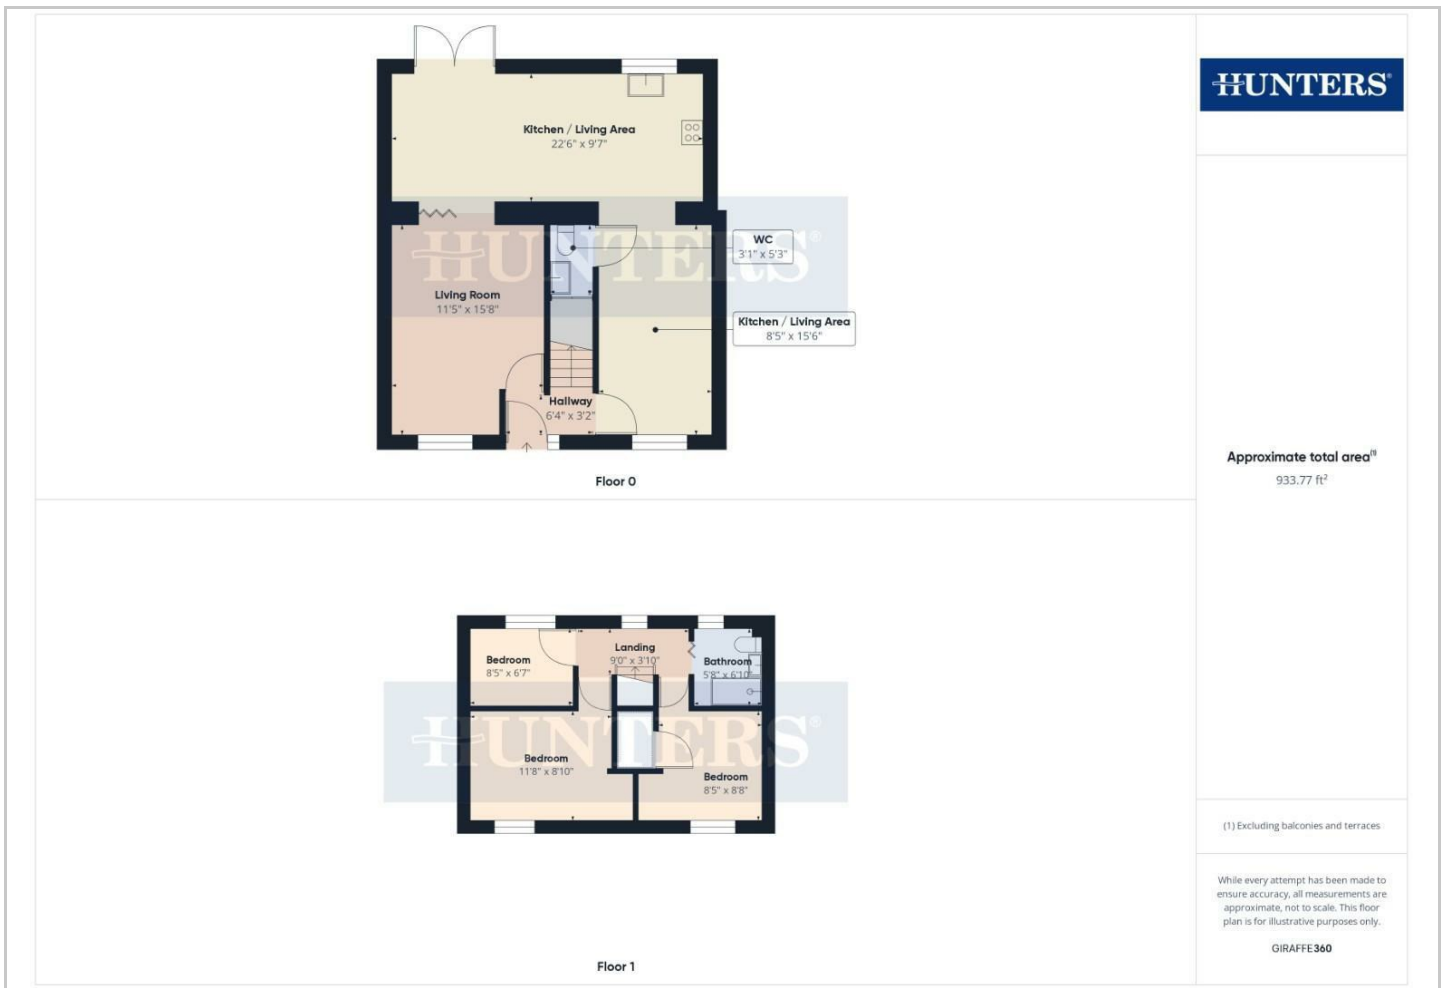 Kitchen / Living Area
22'6" x 9'7"
HUNTERS®
WC
3'1" x 5'3"
Living Room
11'5" x 15'8"
Kitchen / Living Area
8'5" x 15'6"
Hallway
6'4" x 3'2"
Floor 0
Landing
9'0" x 3'10"
Bedroom
8'5" x 6'7"
Bathroom
5'8" x 6'10"
HUNTERS®
Bedroom
11'8" x 8'10"
Bedroom
8'5" x 8'8"
Floor 1
HUNTERS®
Approximate total area(1)
933.77 ft²
(1) Excluding balconies and terraces
While every attempt has been made to
ensure accuracy, all measurements are
approximate, not to scale. This floor
plan is for illustrative purposes only.
GIRAFFE360